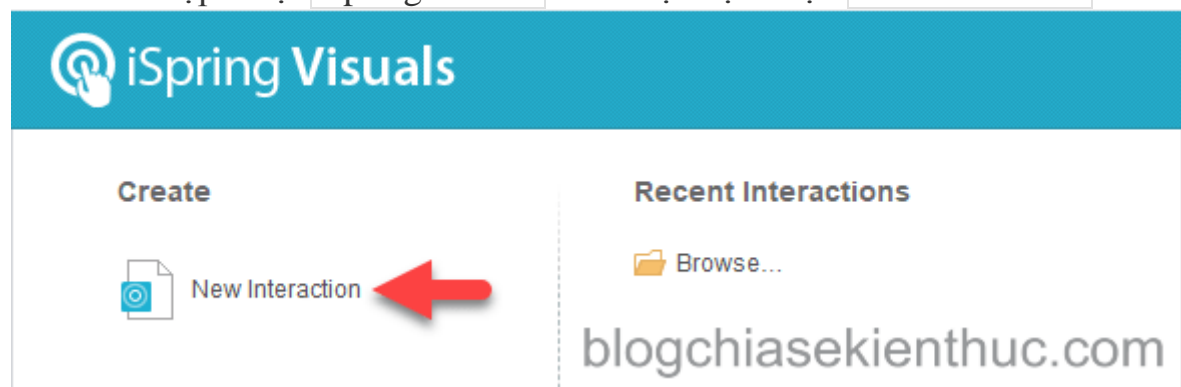 iSpring Visuals
Create
Recent Interactions
New Interaction
Browse...
blogchiasekienthuc.com